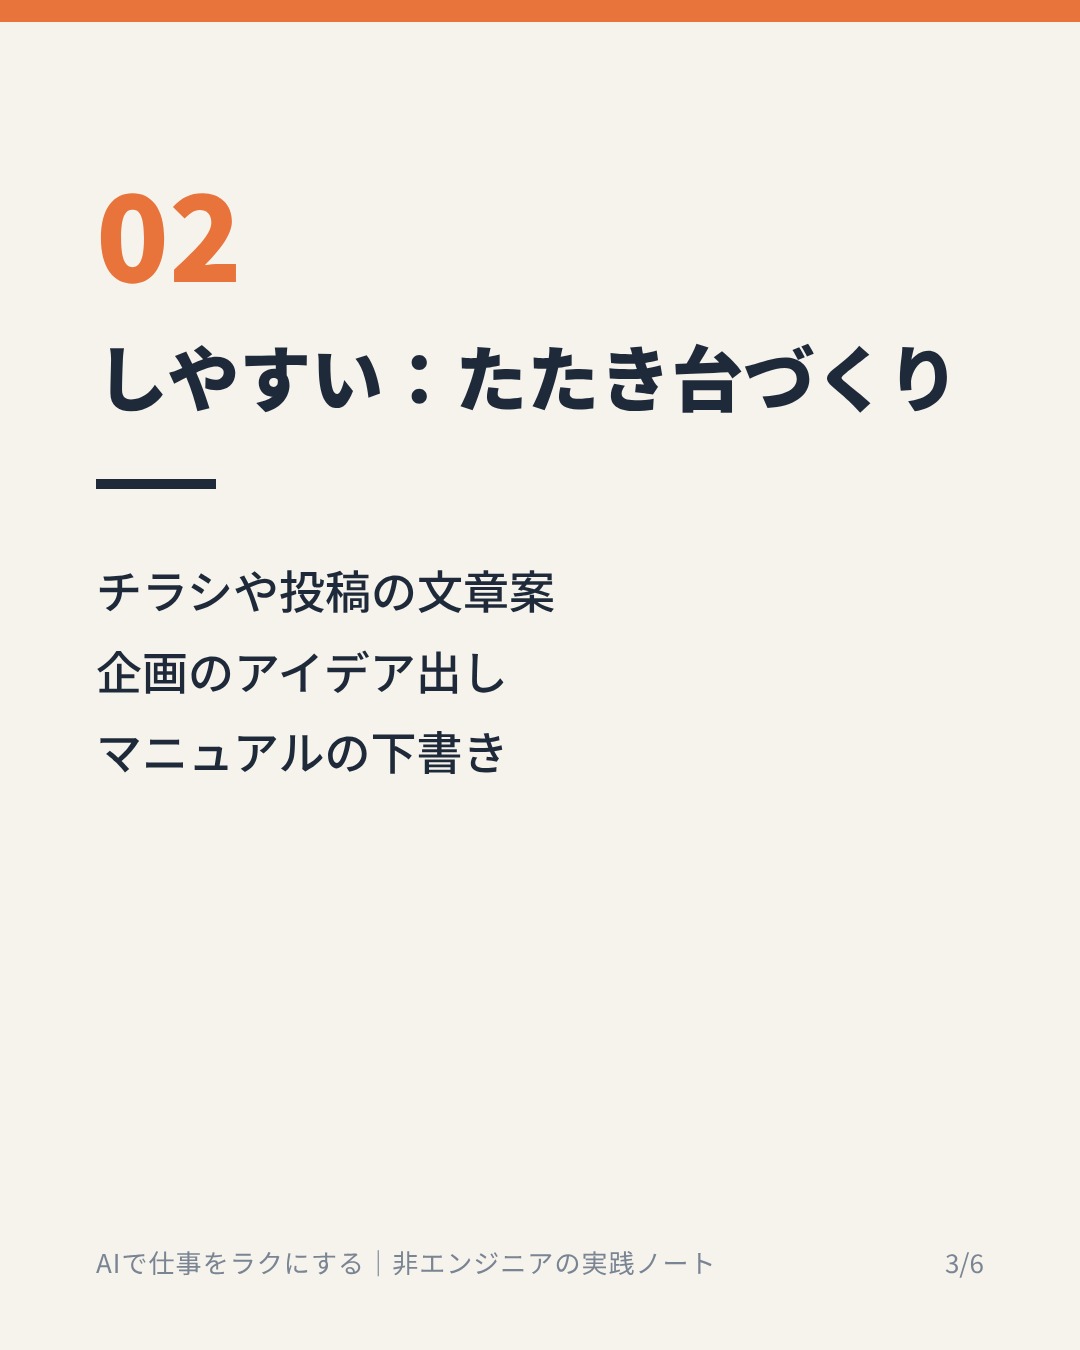 02
しやすい：たたき台づくり
チラシや投稿の文章案
企画のアイデア出し
マニュアルの下書き
AIで仕事をラクにする｜非エンジニアの実践ノート
3/6